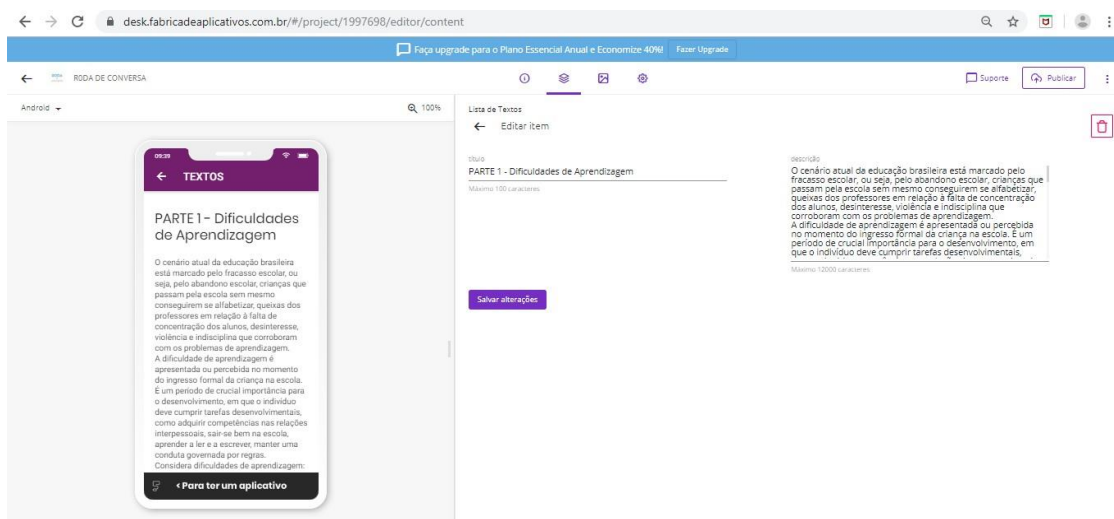 desk.fabricadeaplicativos.com.br/#/project/1997698/editor/content
Faça upgrade para o Plano Essencial Anual e Economize 40%! Fazer Upgrade
RODA DE CONVERSA
Suporte
Publicar
Android
100%
09:39
TEXTOS
PARTE 1 - Dificuldades
de Aprendizagem
O cenário atual da educação brasileira
está marcado pelo fracasso escolar, ou
seja, pelo abandono escolar, crianças que
passam pela escola sem mesmo
conseguirem se alfabetizar, queixas dos
professores em relação à falta de
concentração dos alunos, desinteresse,
violência e indisciplina que corroboram
com os problemas de aprendizagem.
A dificuldade de aprendizagem é
apresentada ou percebida no momento
do ingresso formal da criança na escola.
É um período de crucial importância para
o desenvolvimento, em que o indivíduo
deve cumprir tarefas desenvolvimentais,
como adquirir competências nas relações
interpessoais, sair-se bem na escola,
aprender a ler e a escrever, manter uma
conduta governada por regras.
Considera dificuldades de aprendizagem:
< Para ter um aplicativo
Lista de Textos
Editar item
título
PARTE 1 - Dificuldades de Aprendizagem
Máximo 100 caracteres
Salvar alterações
descrição
O cenário atual da educação brasileira está marcado pelo
fracasso escolar, ou seja, pelo abandono escolar, crianças que
passam pela escola sem mesmo conseguirem se alfabetizar,
queixas dos professores em relação à falta de concentração
dos alunos, desinteresse, violência e indisciplina que
corroboram com os problemas de aprendizagem.
A dificuldade de aprendizagem é apresentada ou percebida
no momento do ingresso formal da criança na escola. É um
período de crucial importância para o desenvolvimento, em
que o indivíduo deve cumprir tarefas desenvolvimentais,
Máximo 12000 caracteres